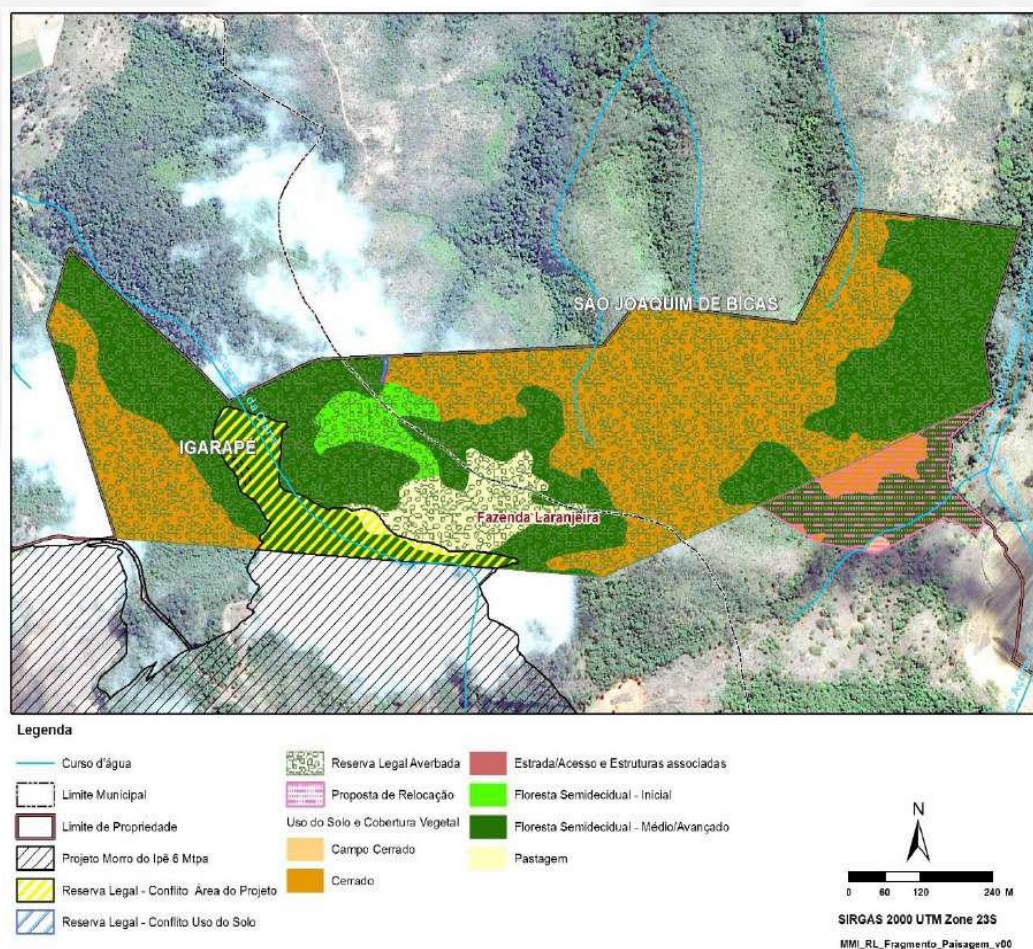 SÃO JOAQUIM DE BICAS
IGARAPÉ
Fazenda Laranjeira
Legenda
Curso d'água
Limite Municipal
Limite de Propriedade
Projeto Morro do Ipê 6 Mtpa
Reserva Legal - Conflito Área do Projeto
Reserva Legal - Conflito Uso do Solo
Reserva Legal Averbada
Proposta de Relocação
Uso do Solo e Cobertura Vegetal
Campo Cerrado
Cerrado
Estrada/Acesso e Estruturas associadas
Floresta Semidecidual - Inicial
Floresta Semidecidual - Médio/Avançado
Pastagem
N
0 60 120 240 M
SIRGAS 2000 UTM Zone 23S
MMI_RL_Fragmento_Paisagem_v00